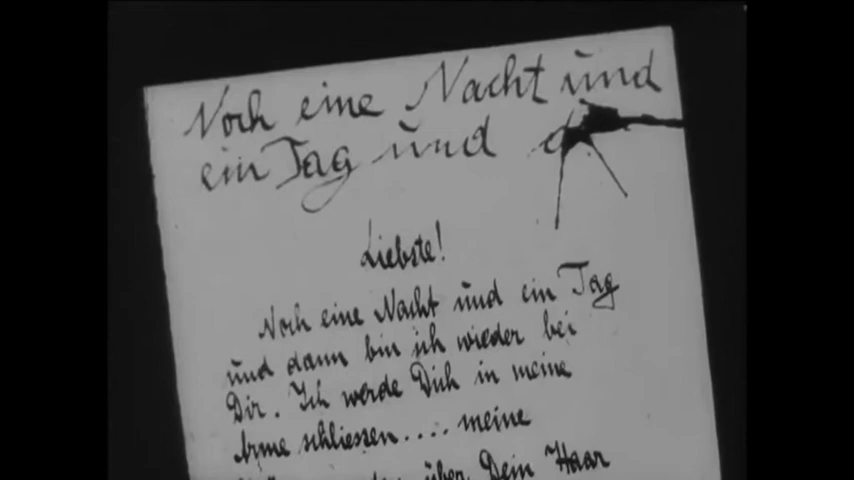 Noch eine Nacht und
ein Tag und d
Liebste!
Noch eine Nacht und ein Tag
und dann bin ich wieder bei
Dir. Ich werde Dich in meine
Arme schliessen.... meine
über Dein Haar